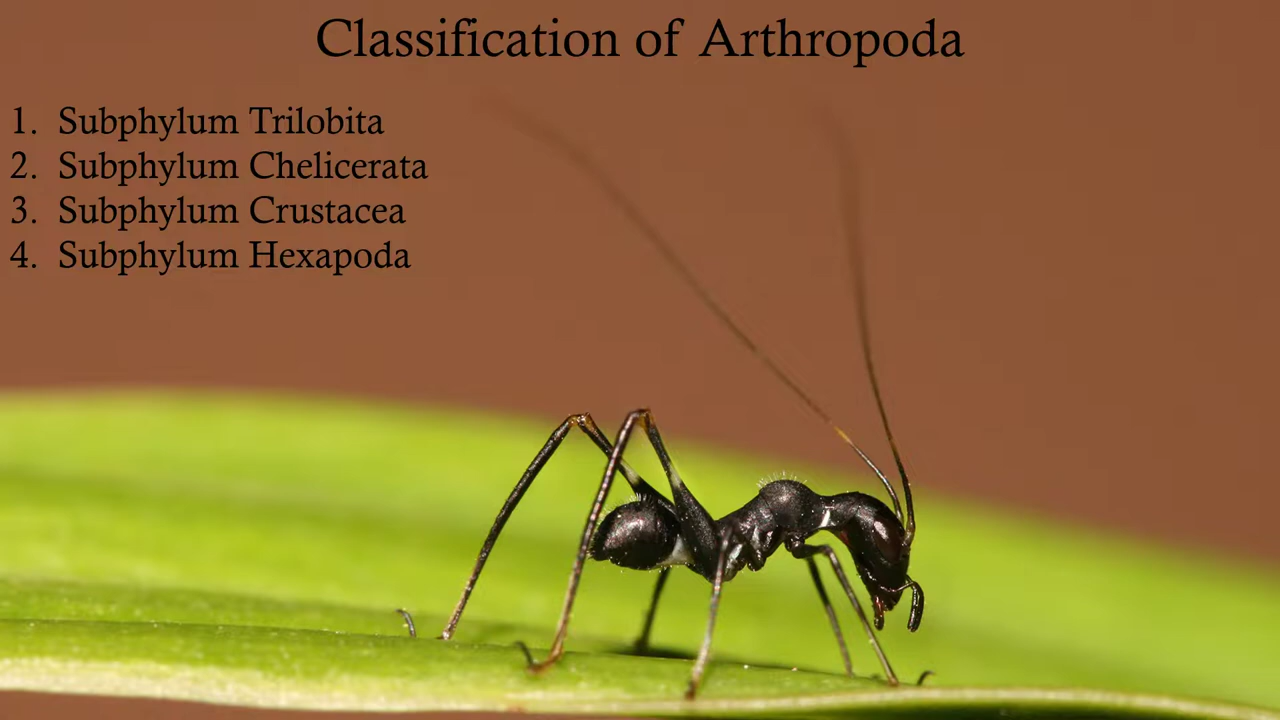 Classification of Arthropoda
1. Subphylum Trilobita
2. Subphylum Chelicerata
3. Subphylum Crustacea
4. Subphylum Hexapoda